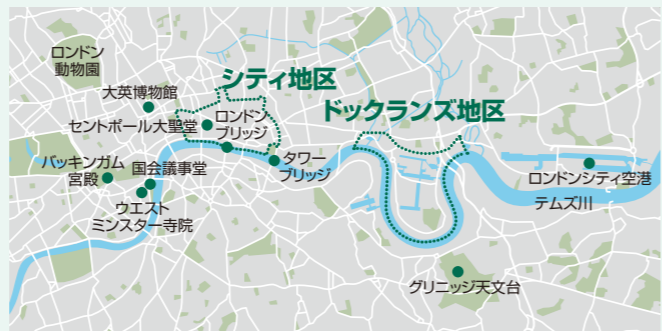 ロンドン
動物園
大英博物館
シティ地区
ドックランズ地区
セントポール大聖堂
ロンドン
ブリッジ
バッキンガム
宮殿
国会議事堂
タワー
ブリッジ
ウエスト
ミンスター寺院
ロンドンシティ空港
テムズ川
グリニッジ天文台